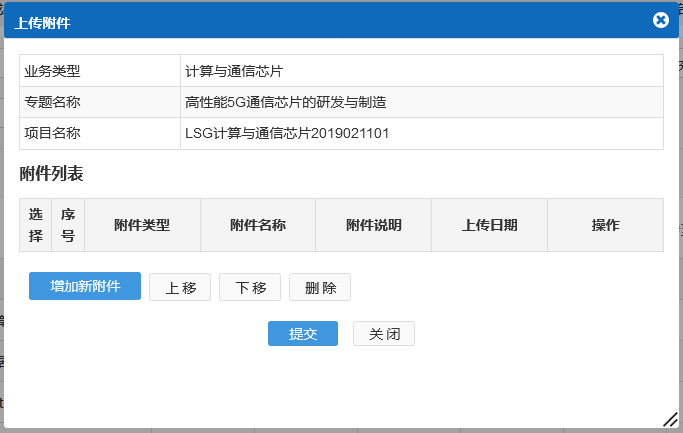 上传附件
业务类型 计算与通信芯片
专题名称 高性能5G通信芯片的研发与制造
项目名称 LSG计算与通信芯片2019021101
附件列表
选择 序号 附件类型 附件名称 附件说明 上传日期 操作
增加新附件 上移 下移 删除
提交 关闭